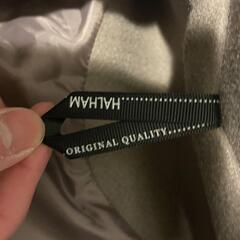 HALHAM.
ORIGINAL QUALITY.........